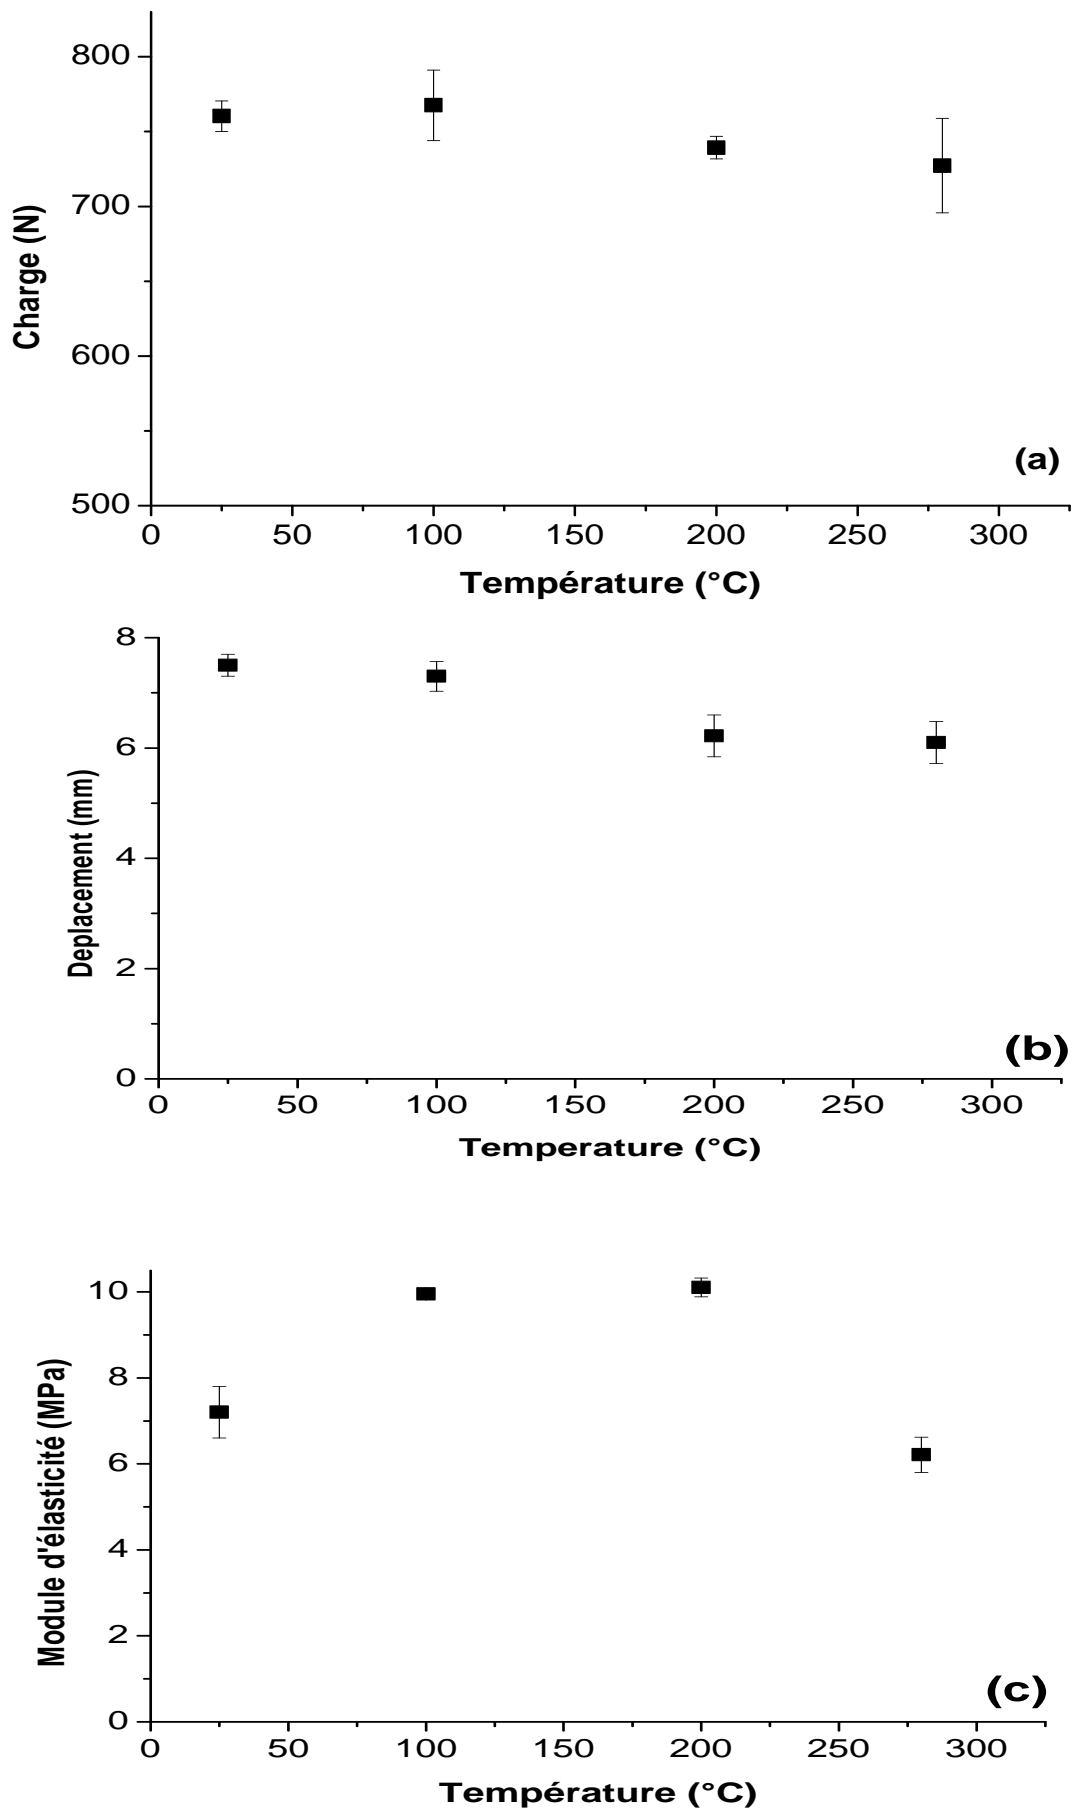 800
700
600
500
Charge (N)
(a)
0 50 100 150 200 250 300
Température (°C)
8
6
4
2
0
Deplacement (mm)
(b)
0 50 100 150 200 250 300
Temperature (°C)
10
8
6
4
2
0
Module d'élasticité (MPa)
(c)
0 50 100 150 200 250 300
Température (°C)